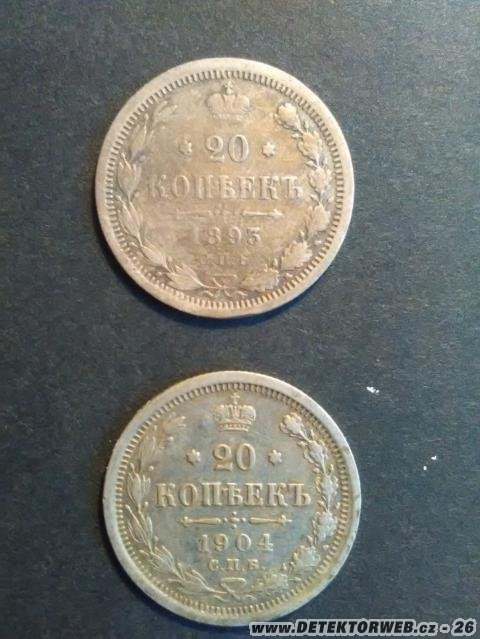 * 20 *
КОПѢЕКЪ
1893
С.П.Б.
* 20 *
КОПѢЕКЪ
1904
С.П.Б.
www.DETEKTORWEB.cz - 26